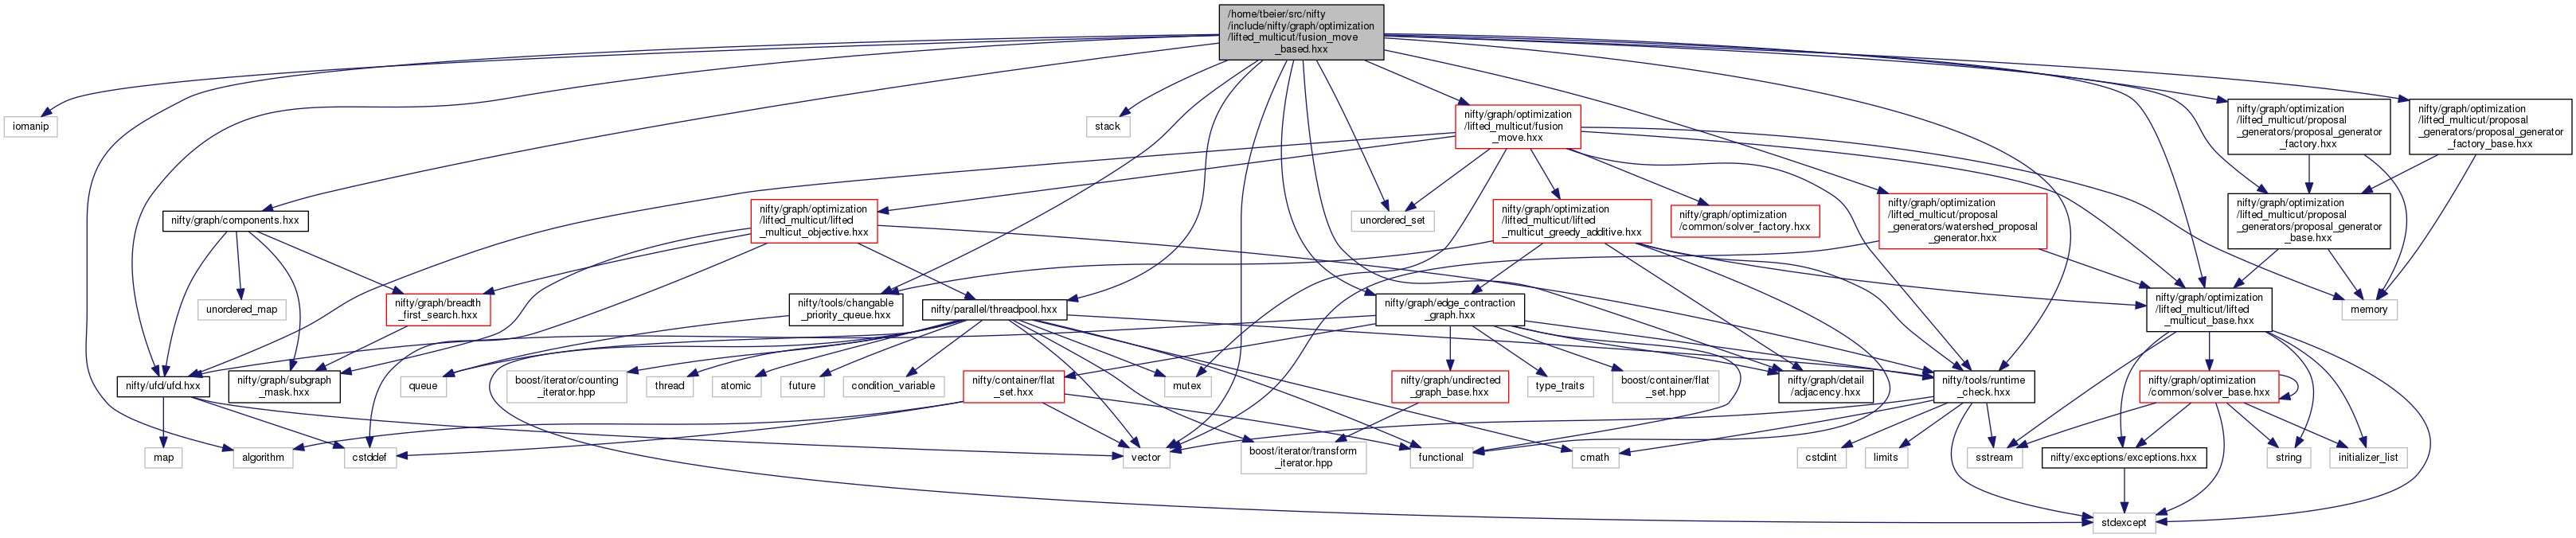 /home/tbeier/src/nifty
/include/nifty/graph/optimization
/lifted_multicut/fusion_move
_based.hxx
iomanip
stack
nifty/graph/optimization
/lifted_multicut/fusion
_move.hxx
nifty/graph/optimization
/lifted_multicut/proposal
_generators/proposal_generator
_factory.hxx
nifty/graph/optimization
/lifted_multicut/proposal
_generators/proposal_generator
_factory_base.hxx
nifty/graph/components.hxx
nifty/graph/optimization
/lifted_multicut/lifted
_multicut_objective.hxx
unordered_set
nifty/graph/optimization
/lifted_multicut/lifted
_multicut_greedy_additive.hxx
nifty/graph/optimization
/common/solver_factory.hxx
nifty/graph/optimization
/lifted_multicut/proposal
_generators/watershed_proposal
_generator.hxx
nifty/graph/optimization
/lifted_multicut/proposal
_generators/proposal_generator
_base.hxx
unordered_map
nifty/graph/breadth
_first_search.hxx
nifty/tools/changable
_priority_queue.hxx
nifty/parallel/threadpool.hxx
nifty/graph/edge_contraction
_graph.hxx
nifty/graph/optimization
/lifted_multicut/lifted
_multicut_base.hxx
memory
nifty/ufd/ufd.hxx
nifty/graph/subgraph
_mask.hxx
queue
boost/iterator/counting
_iterator.hpp
thread
atomic
future
condition_variable
nifty/container/flat
_set.hxx
mutex
nifty/graph/undirected
_graph_base.hxx
type_traits
boost/container/flat
_set.hpp
nifty/graph/detail
/adjacency.hxx
nifty/tools/runtime
_check.hxx
nifty/graph/optimization
/common/solver_base.hxx
map
algorithm
cstddef
vector
boost/iterator/transform
_iterator.hpp
functional
cmath
cstdint
limits
sstream
nifty/exceptions/exceptions.hxx
string
initializer_list
stdexcept